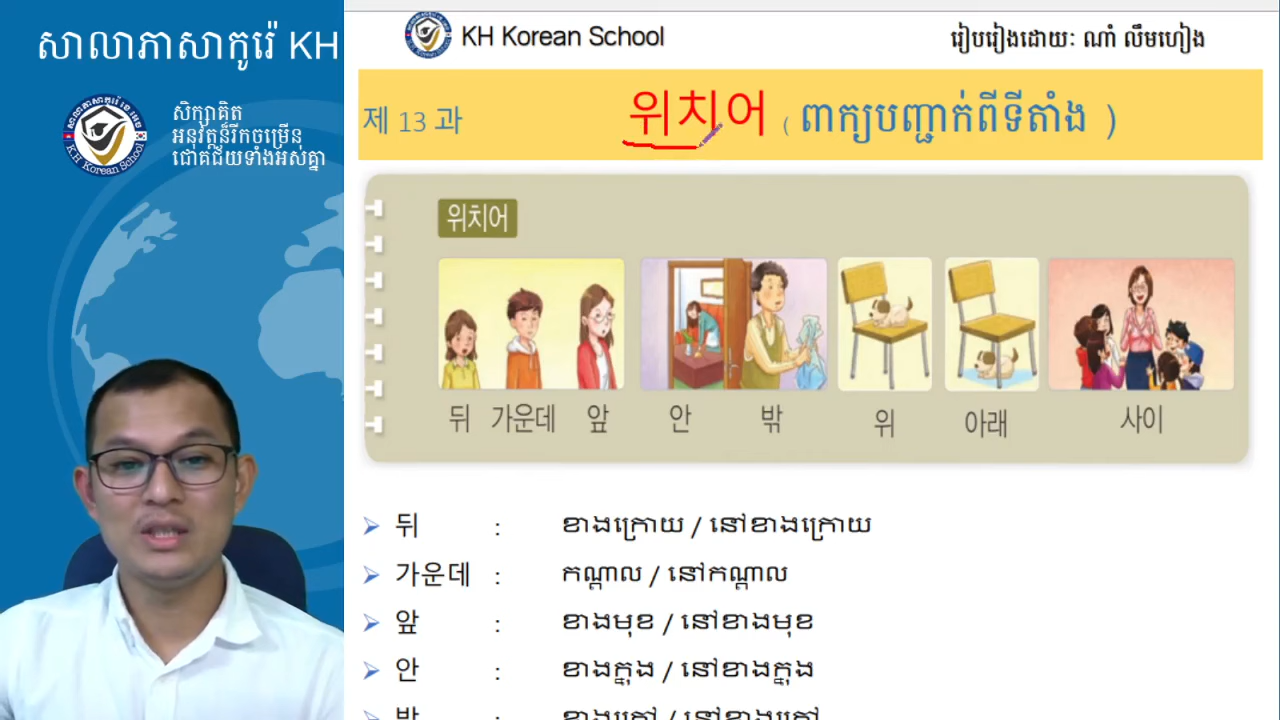 សាលាភាសាកូរ៉េ KH
សិក្សាគិត
អនុវត្តន៍រីកចម្រើន
ជោគជ័យទាំងអស់គ្នា
KH Korean School
រៀបរៀងដោយៈ ណាំ លឹមហៀង
제 13 과
위치어 ( ពាក្យបញ្ជាក់ពីទីតាំង )
위치어
뒤 가운데 앞 안 밖 위 아래 사이
➢ 뒤 : ខាងក្រោយ / នៅខាងក្រោយ
➢ 가운데 : កណ្តាល / នៅកណ្តាល
➢ 앞 : ខាងមុខ / នៅខាងមុខ
➢ 안 : ខាងក្នុង / នៅខាងក្នុង